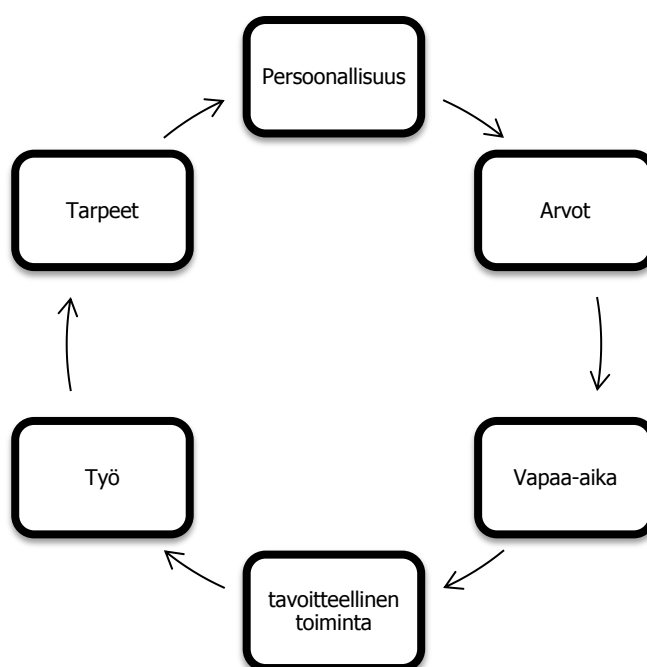 Persoonallisuus
Arvot
Vapaa-aika
tavoitteellinen
toiminta
Työ
Tarpeet